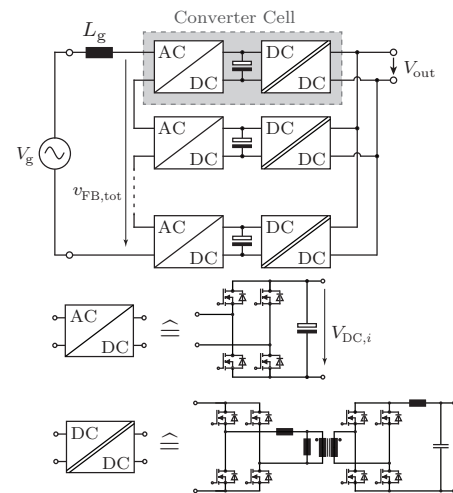 Converter Cell
L_g
AC
DC
DC
DC
V_out
AC
DC
DC
DC
V_g
v_FB,tot
AC
DC
DC
DC
AC
DC
≙
V_DC,i
DC
DC
≙